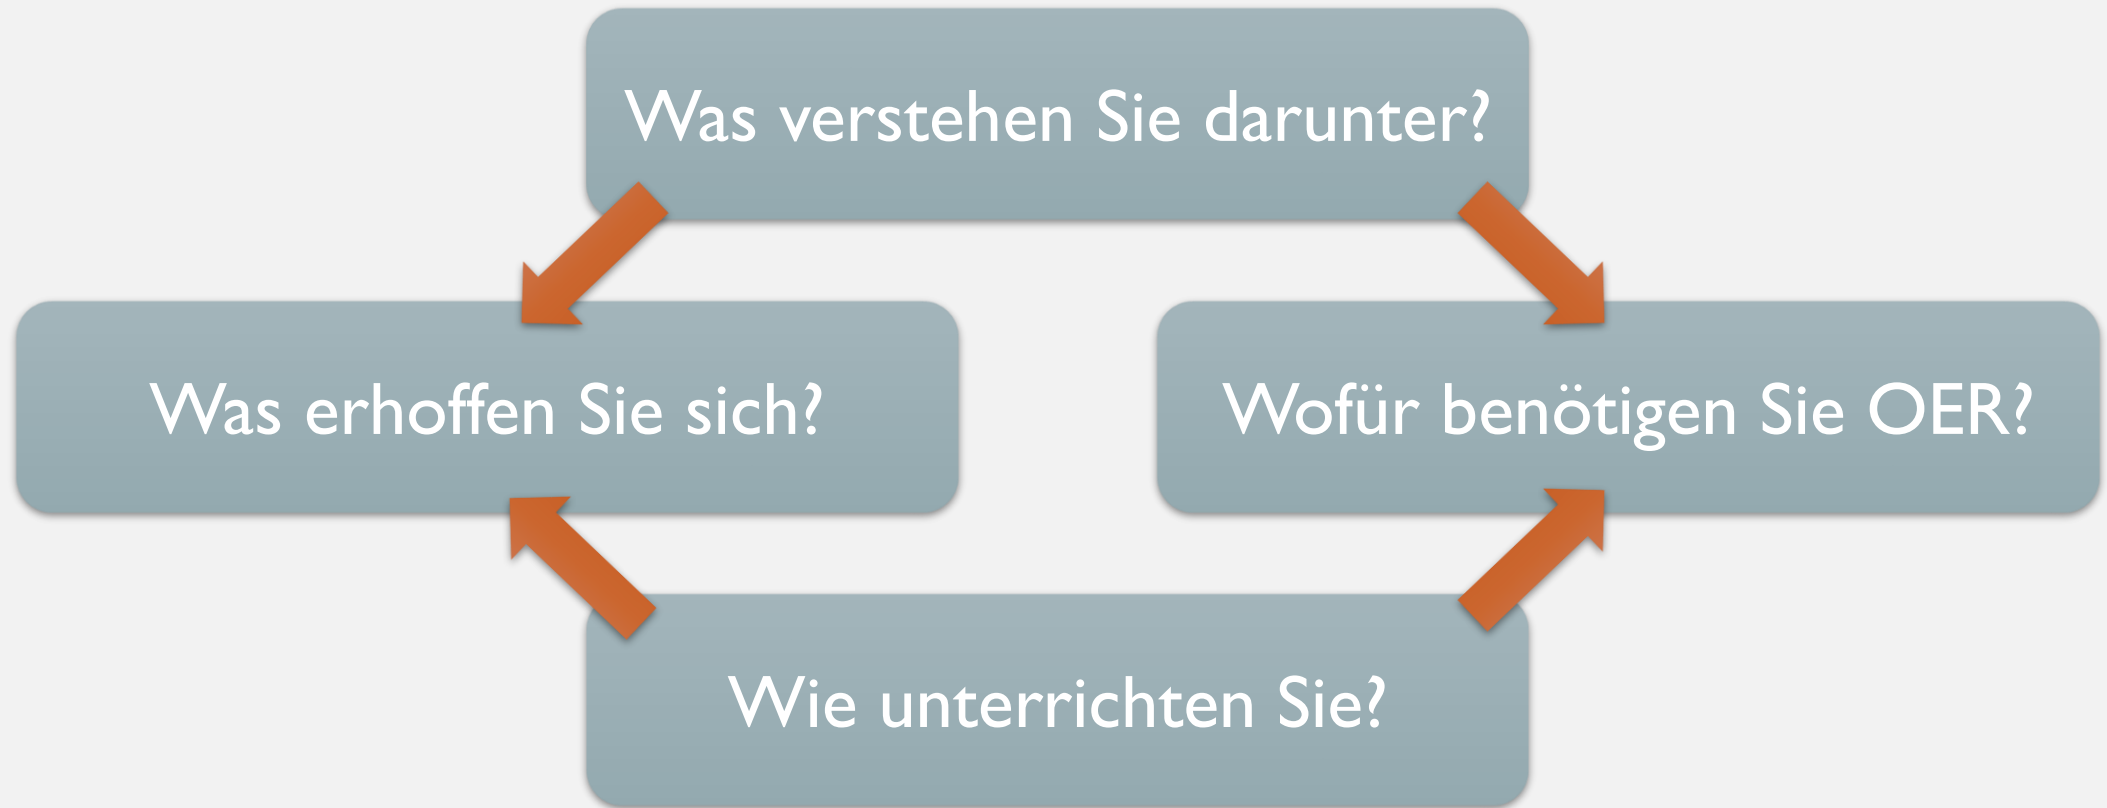 Was verstehen Sie darunter?
Was erhoffen Sie sich?
Wofür benötigen Sie OER?
Wie unterrichten Sie?